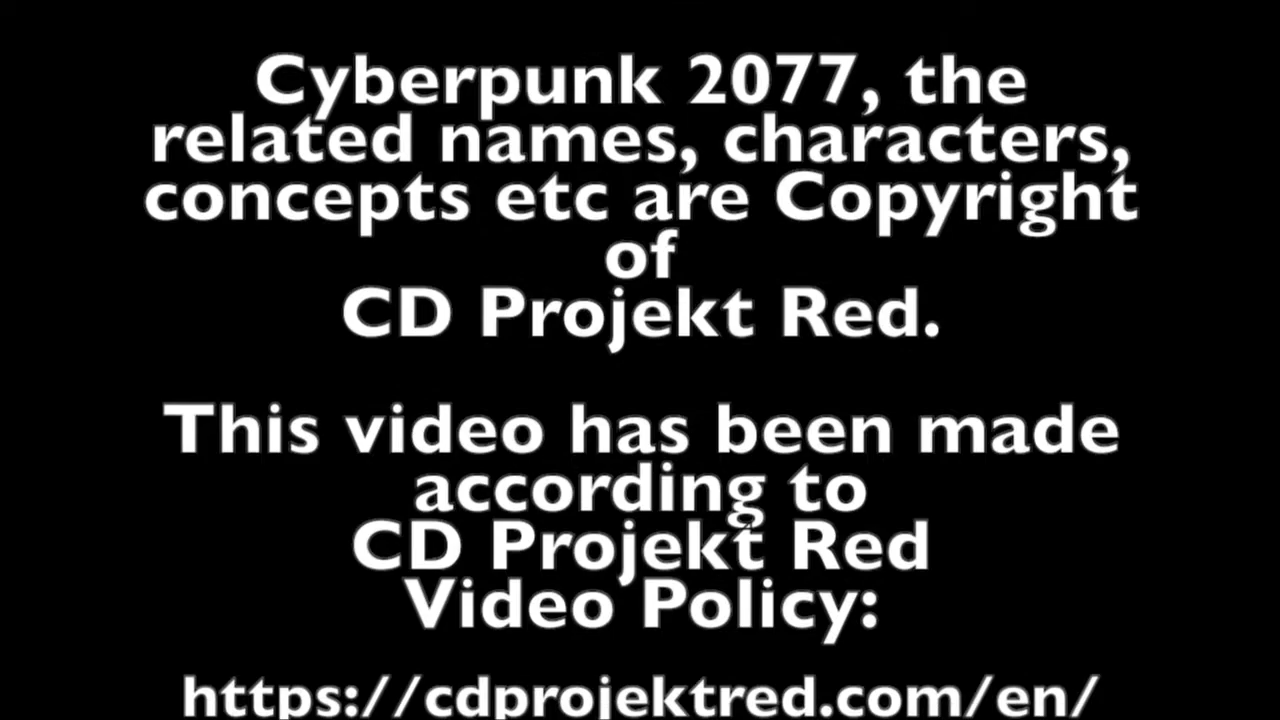 Cyberpunk 2077, the
related names, characters,
concepts etc are Copyright
of
CD Projekt Red.
This video has been made
according to
CD Projekt Red
Video Policy:
https://cdprojektred.com/en/